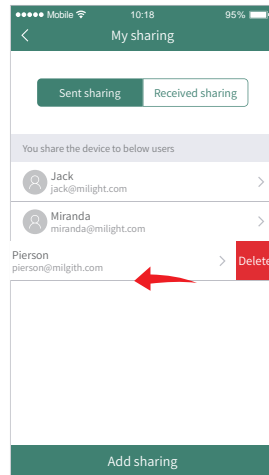 Mobile 10:18 95%
My sharing
Sent sharing Received sharing
You share the device to below users
Jack
jack@milight.com
Miranda
miranda@milight.com
Pierson
pierson@milgith.com
Delete
Add sharing